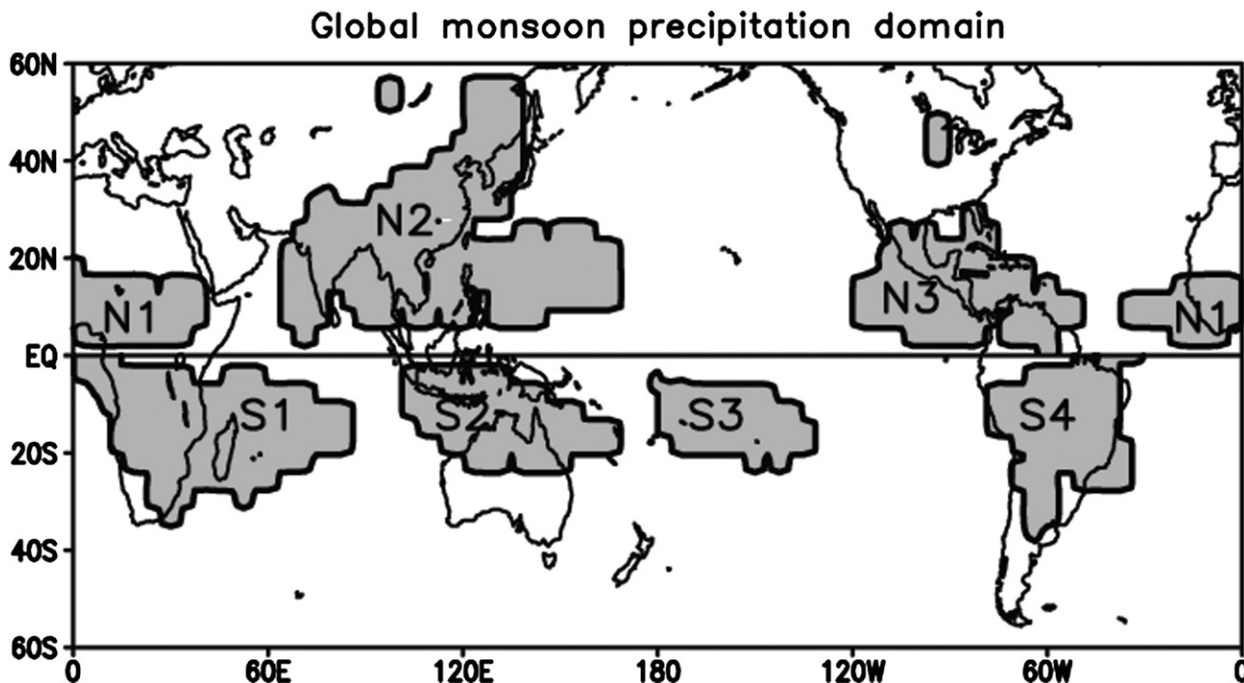 Global monsoon precipitation domain
60N
40N
20N
EQ
20S
40S
60S
N2
N1
N3
N1
S1
S2
S3
S4
0
60E
120E
180
120W
60W
0